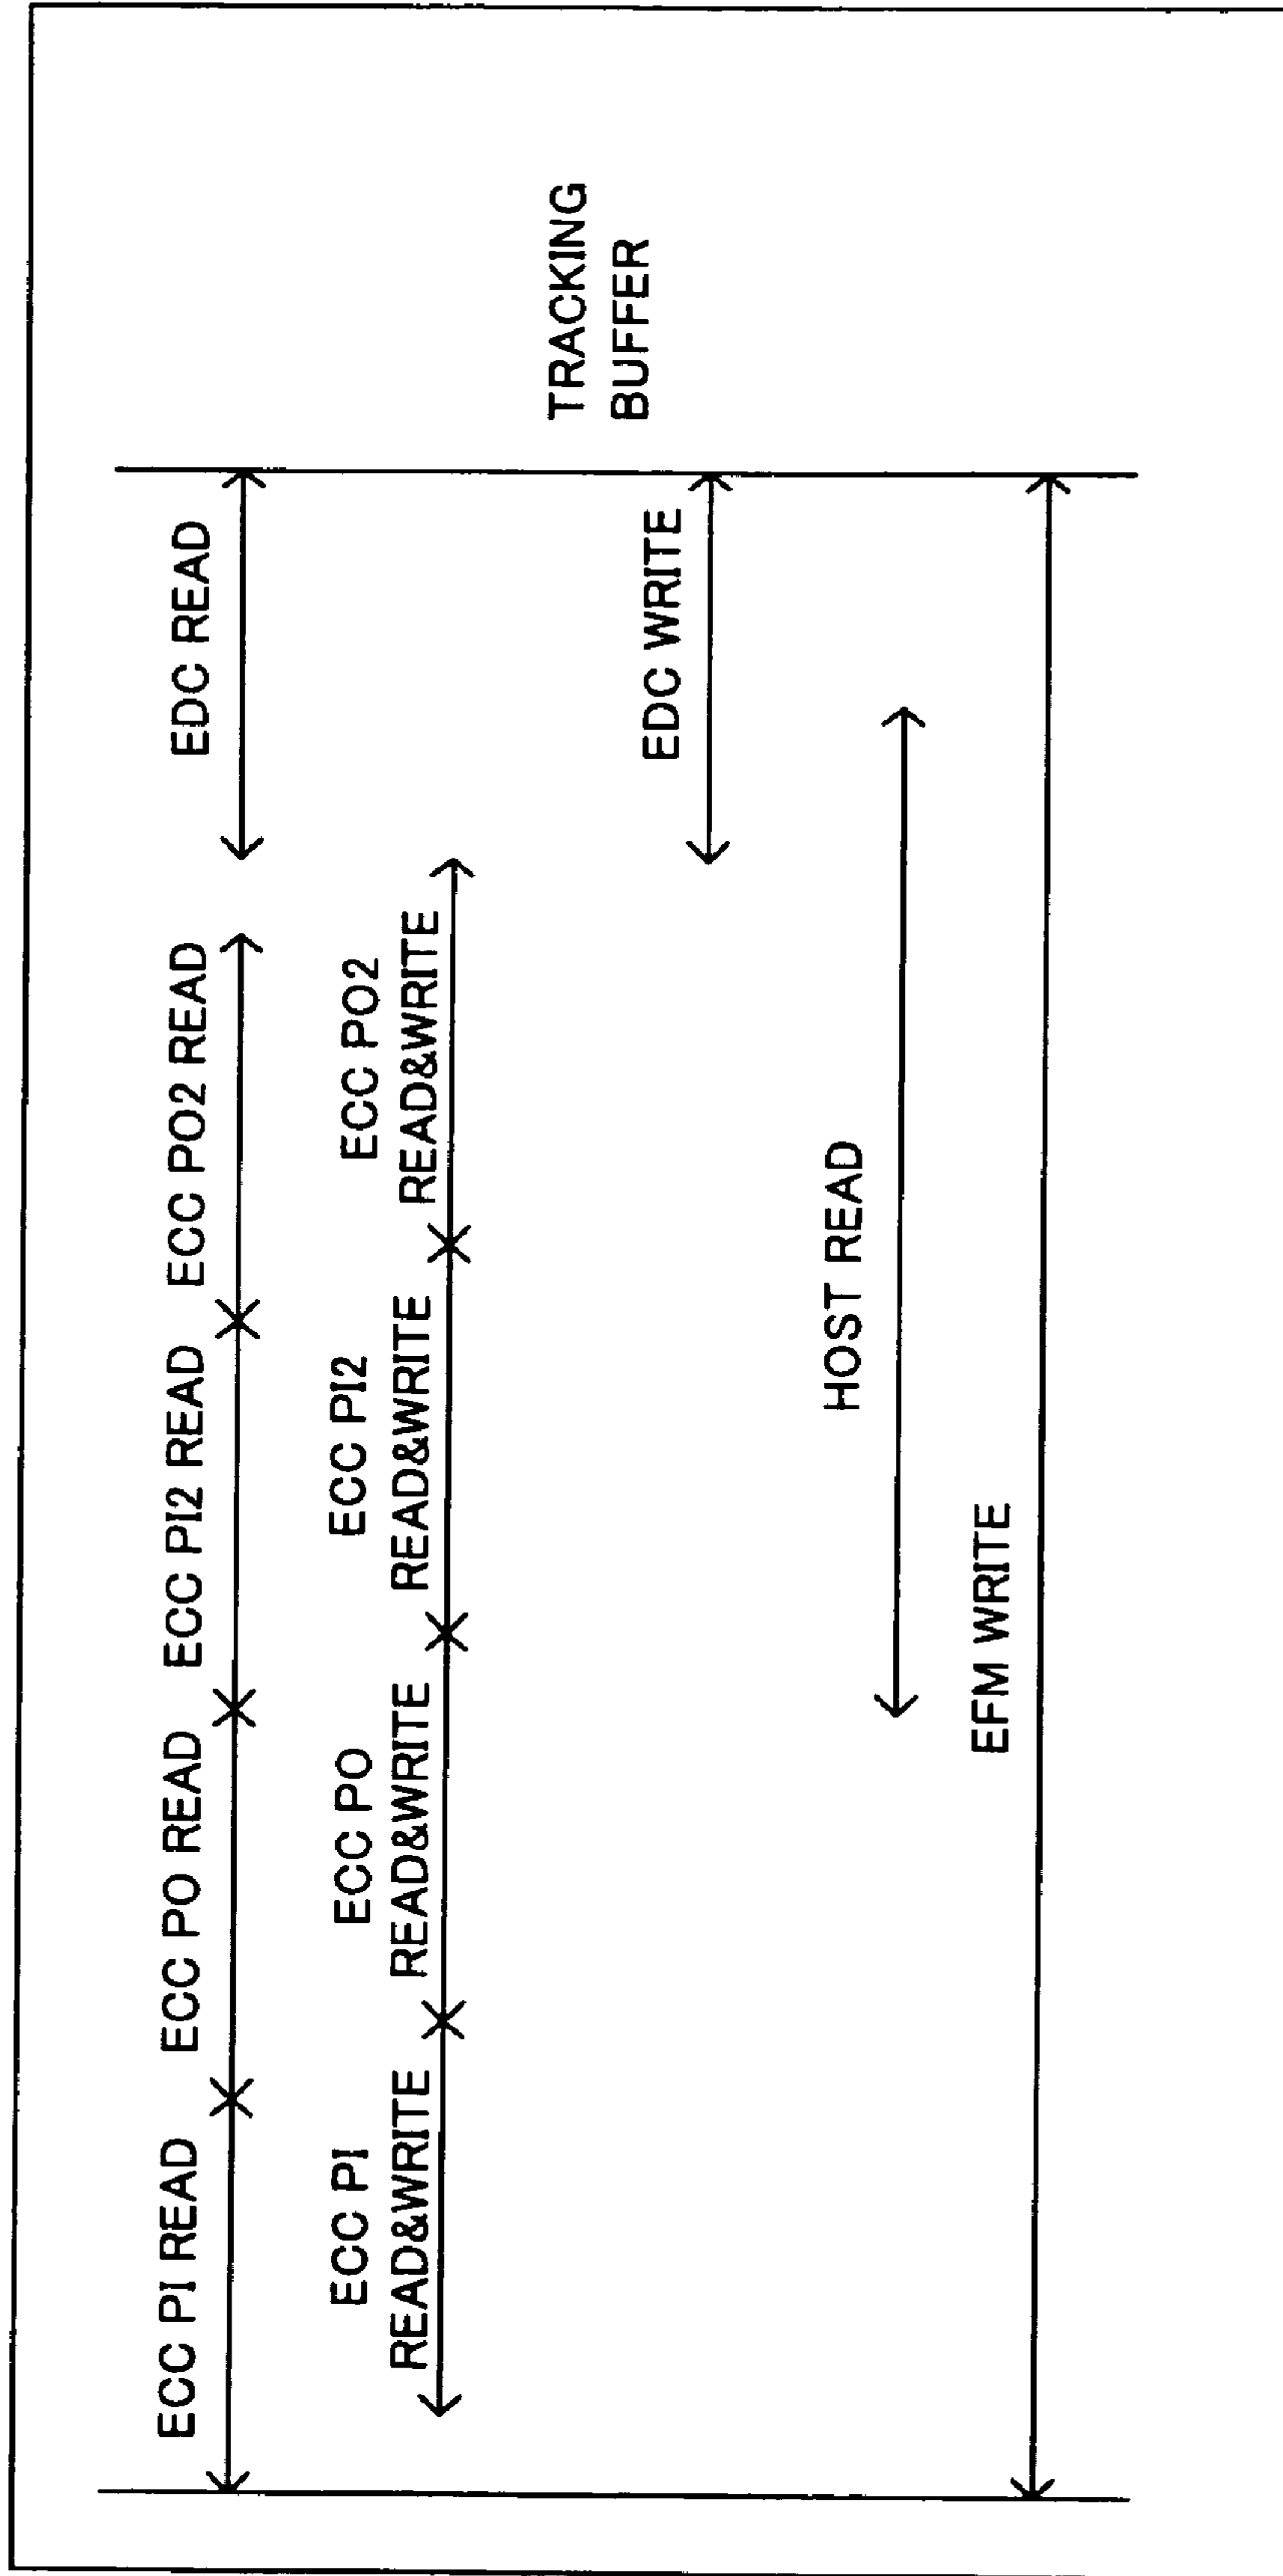 ECC PI READ
ECC PO READ
ECC PI2 READ
ECC PO2 READ
EDC READ
ECC PI
READ&WRITE
ECC PO
READ&WRITE
ECC PI2
READ&WRITE
ECC PO2
READ&WRITE
TRACKING
BUFFER
EDC WRITE
HOST READ
EFM WRITE